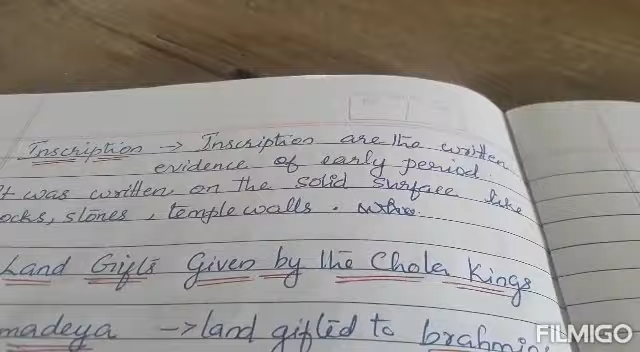 Inscription → Inscription are the written
evidence of early period.
It was written on the solid surface like
ocks, stones, temple walls.
Land Gifts Given by the Chola Kings
madeya → land gifted to brahmin
FILMIGO